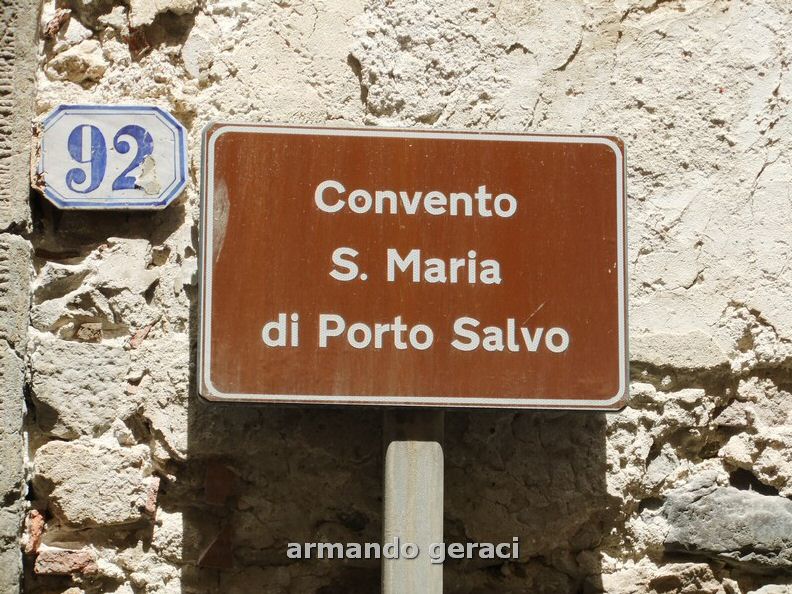 92
Convento
S. Maria
di Porto Salvo
armando geraci